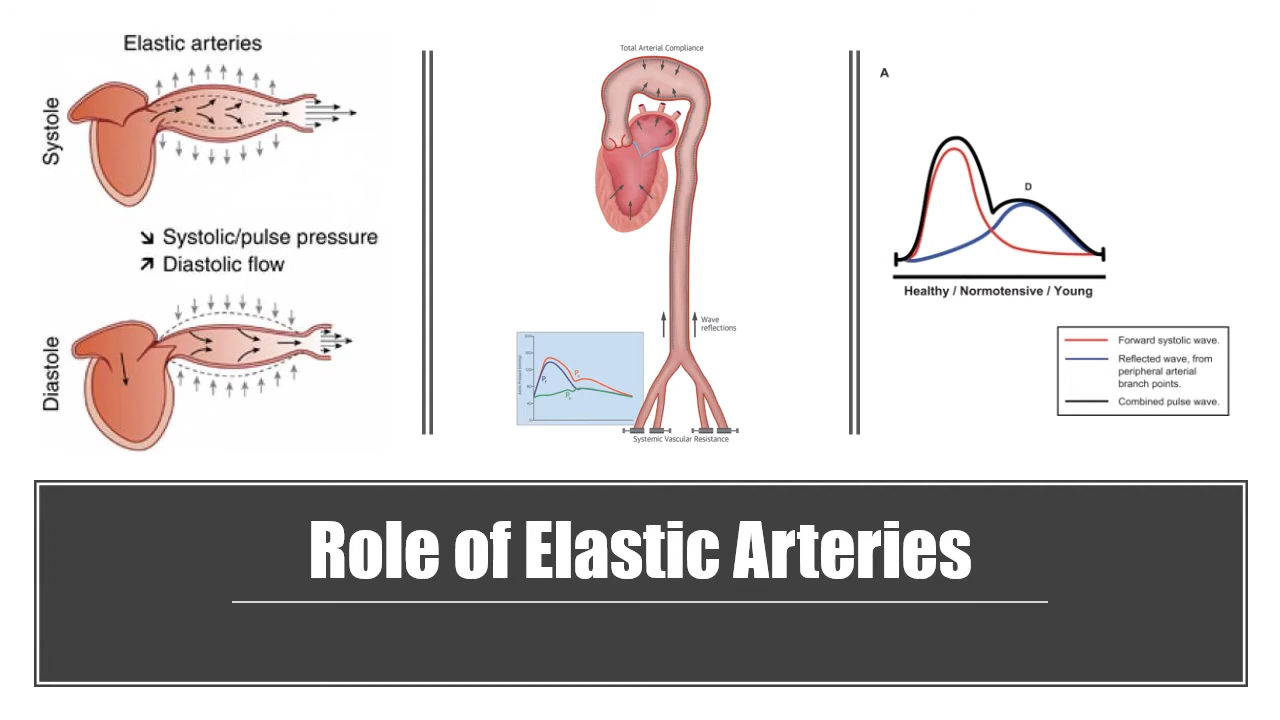 Elastic arteries
Systole
↘ Systolic/pulse pressure
↗ Diastolic flow
Diastole
Total Arterial Compliance
Wave
reflections
Systemic Vascular Resistance
A
D
Healthy / Normotensive / Young
Forward systolic wave.
Reflected wave, from
peripheral arterial
branch points.
Combined pulse wave.
Role of Elastic Arteries